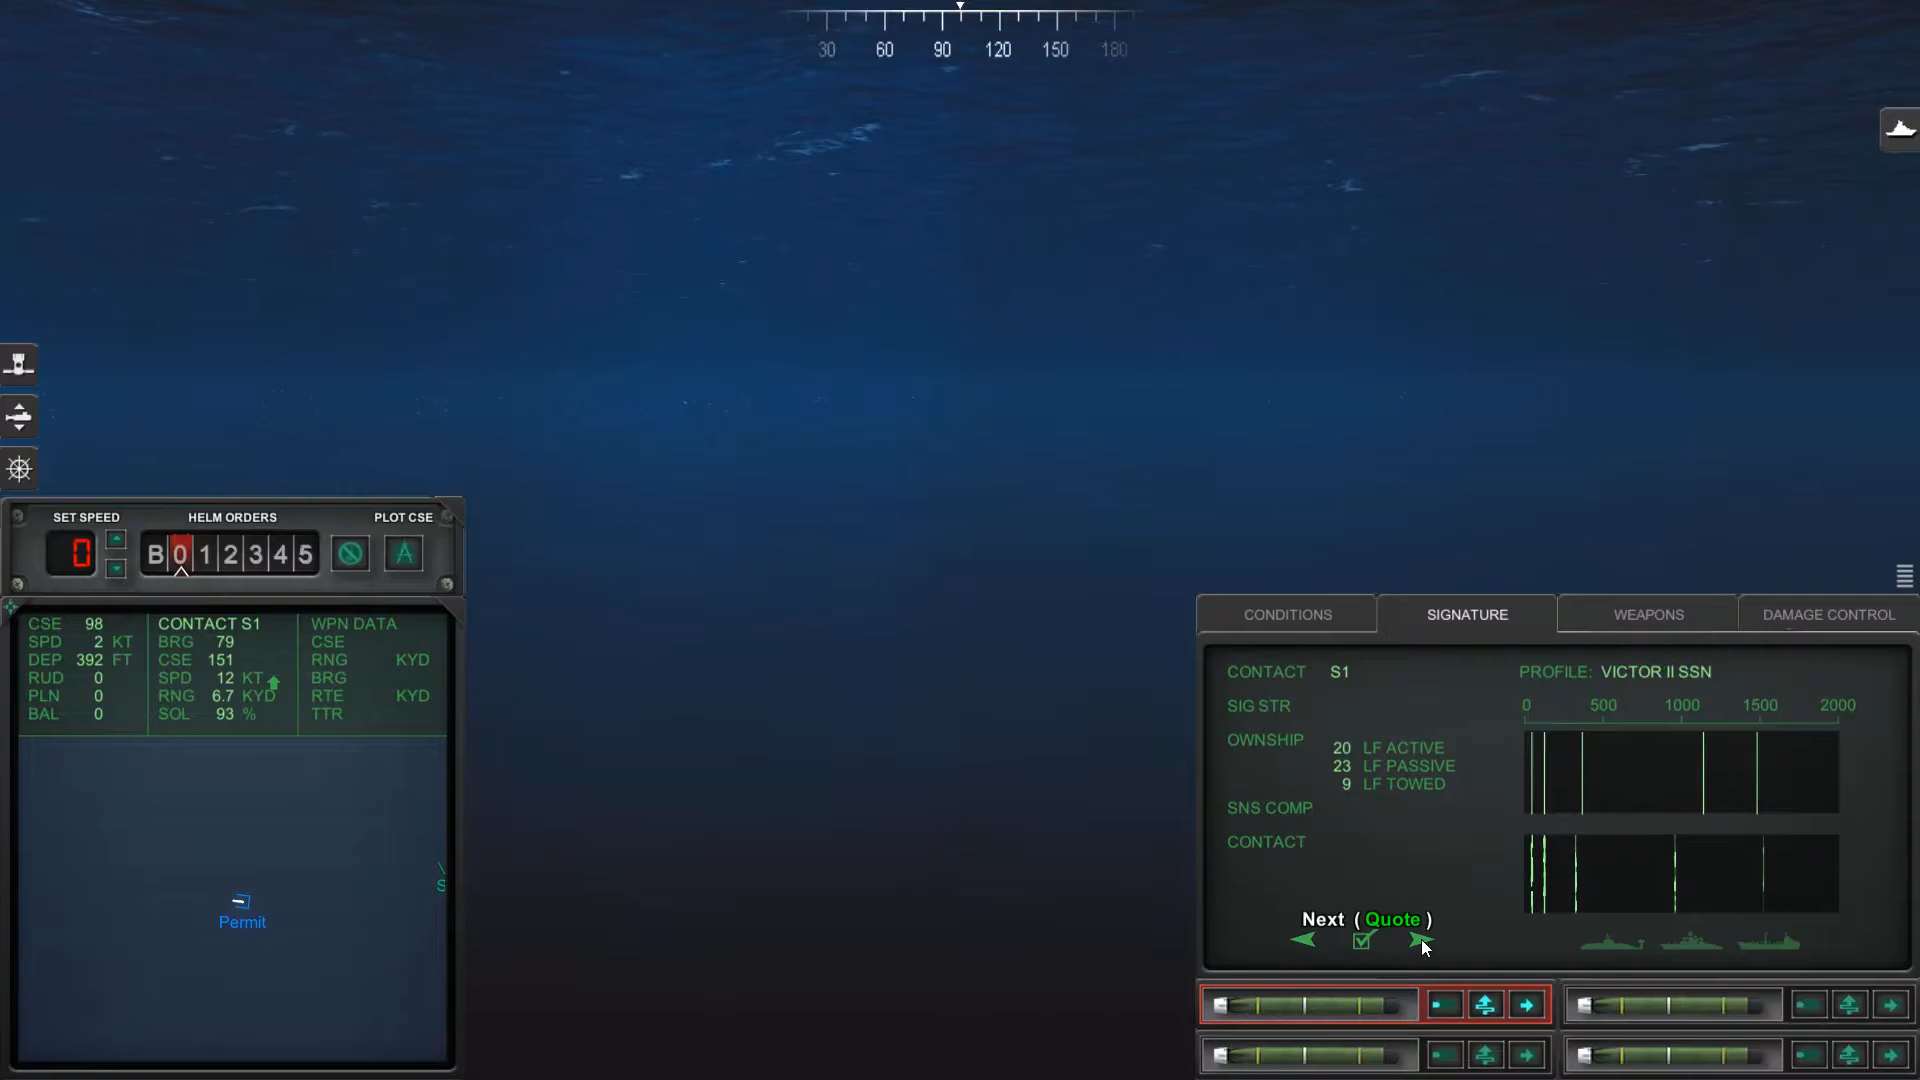 30 60 90 120 150 180
SET SPEED HELM ORDERS PLOT CSE
0 B 0 1 2 3 4 5 A
CSE 98
SPD 2 KT
DEP 392 FT
RUD 0
PLN 0
BAL 0
CONTACT S1
BRG 79
CSE 151
SPD 12 KT
RNG 6.7 KYD
SOL 93 %
WPN DATA
CSE
RNG KYD
BRG
RTE KYD
TTR
S
Permit
CONDITIONS SIGNATURE WEAPONS DAMAGE CONTROL
CONTACT S1
SIG STR
OWNSHIP
20 LF ACTIVE
23 LF PASSIVE
9 LF TOWED
SNS COMP
CONTACT
PROFILE: VICTOR II SSN
0 500 1000 1500 2000
Next ( Quote )